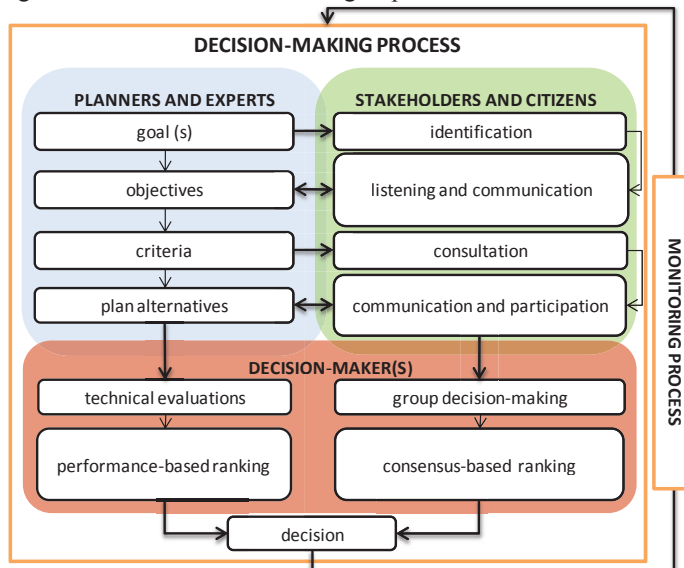 DECISION-MAKING PROCESS
PLANNERS AND EXPERTS
STAKEHOLDERS AND CITIZENS
goal (s)
identification
objectives
listening and communication
criteria
consultation
plan alternatives
communication and participation
DECISION-MAKER(S)
technical evaluations
group decision-making
performance-based ranking
consensus-based ranking
decision
MONITORING PROCESS